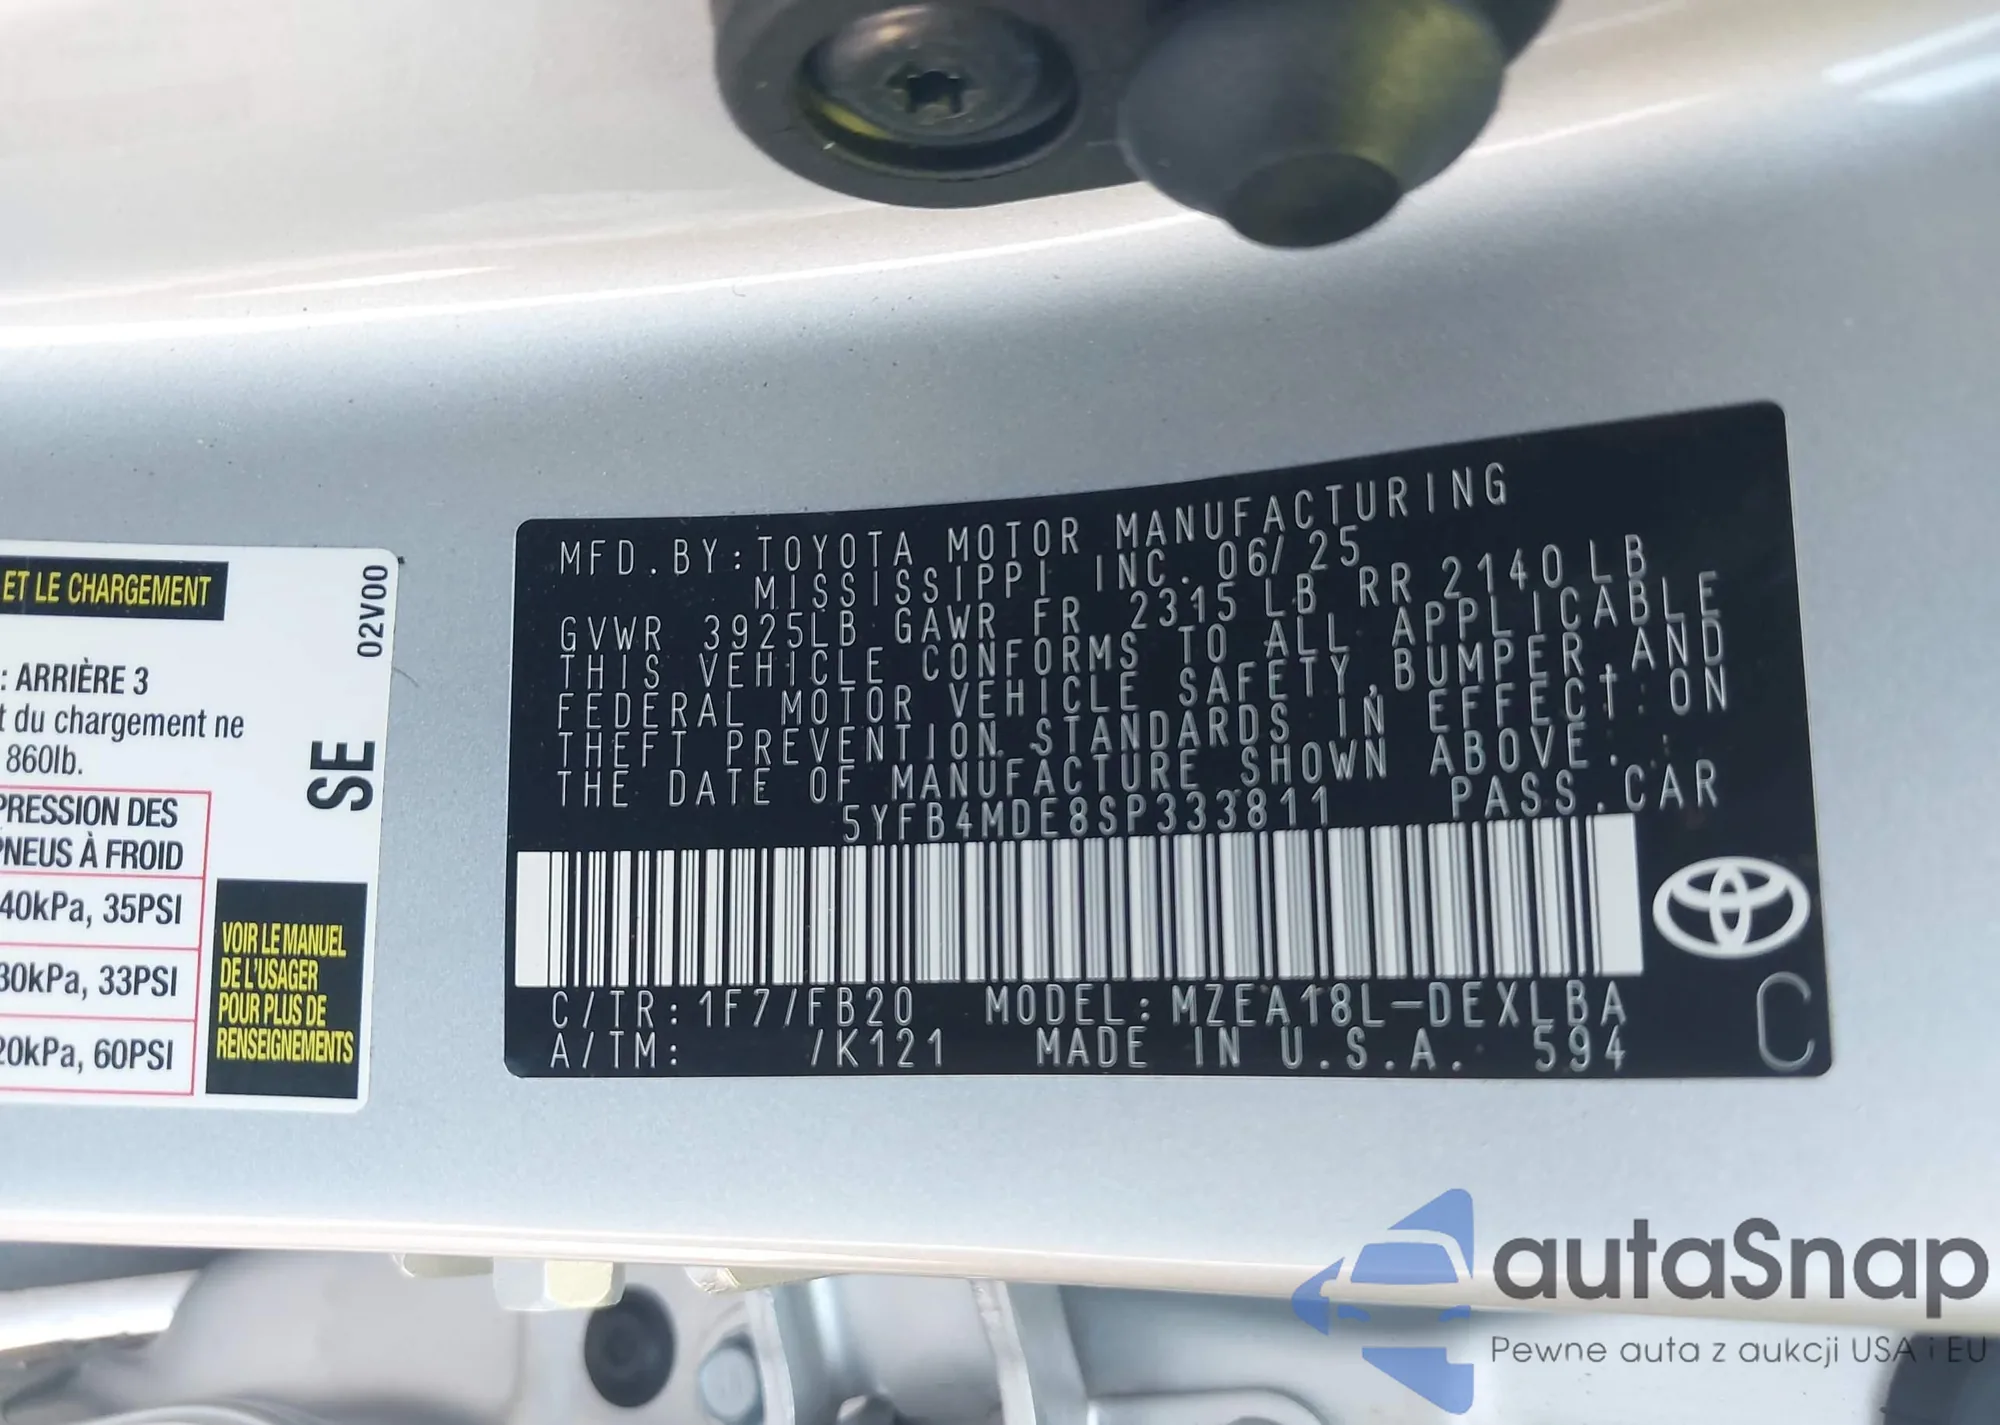 ET LE CHARGEMENT
02V00
: ARRIÈRE 3
t du chargement ne
860lb.
SE
PRESSION DES
PNEUS À FROID
40kPa, 35PSI
30kPa, 33PSI
20kPa, 60PSI
VOIR LE MANUEL
DE L'USAGER
POUR PLUS DE
RENSEIGNEMENTS
MFD. BY: TOYOTA MOTOR MANUFACTURING
MISSISSIPPI INC. 06/25
GVWR 3925LB GAWR FR 2315 LB RR 2140 LB
THIS VEHICLE CONFORMS TO ALL APPLICABLE
FEDERAL MOTOR VEHICLE SAFETY, BUMPER, AND
THEFT PREVENTION STANDARDS IN EFFECT ON
THE DATE OF MANUFACTURE SHOWN ABOVE.
5YFB4MDE8SP333811 PASS. CAR
C/TR: 1F7/FB20 MODEL: MZEA18L-DEXLBA
A/TM: /K121 MADE IN U.S.A. 594
C
autaSnap
Pewne auta z aukcji USA i EU